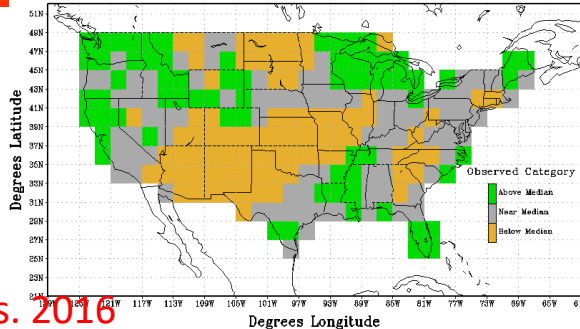 51N
49N
47N
45N
43N
41N
39N
37N
35N
33N
31N
29N
27N
25N
23N
Degrees Latitude
Observed Category
Above Median
Near Median
Below Median
121W 117W 113W 109W 105W 101W 97W 93W 89W 85W 81W 77W 73W 69W 65W
s. 2016
Degrees Longitude